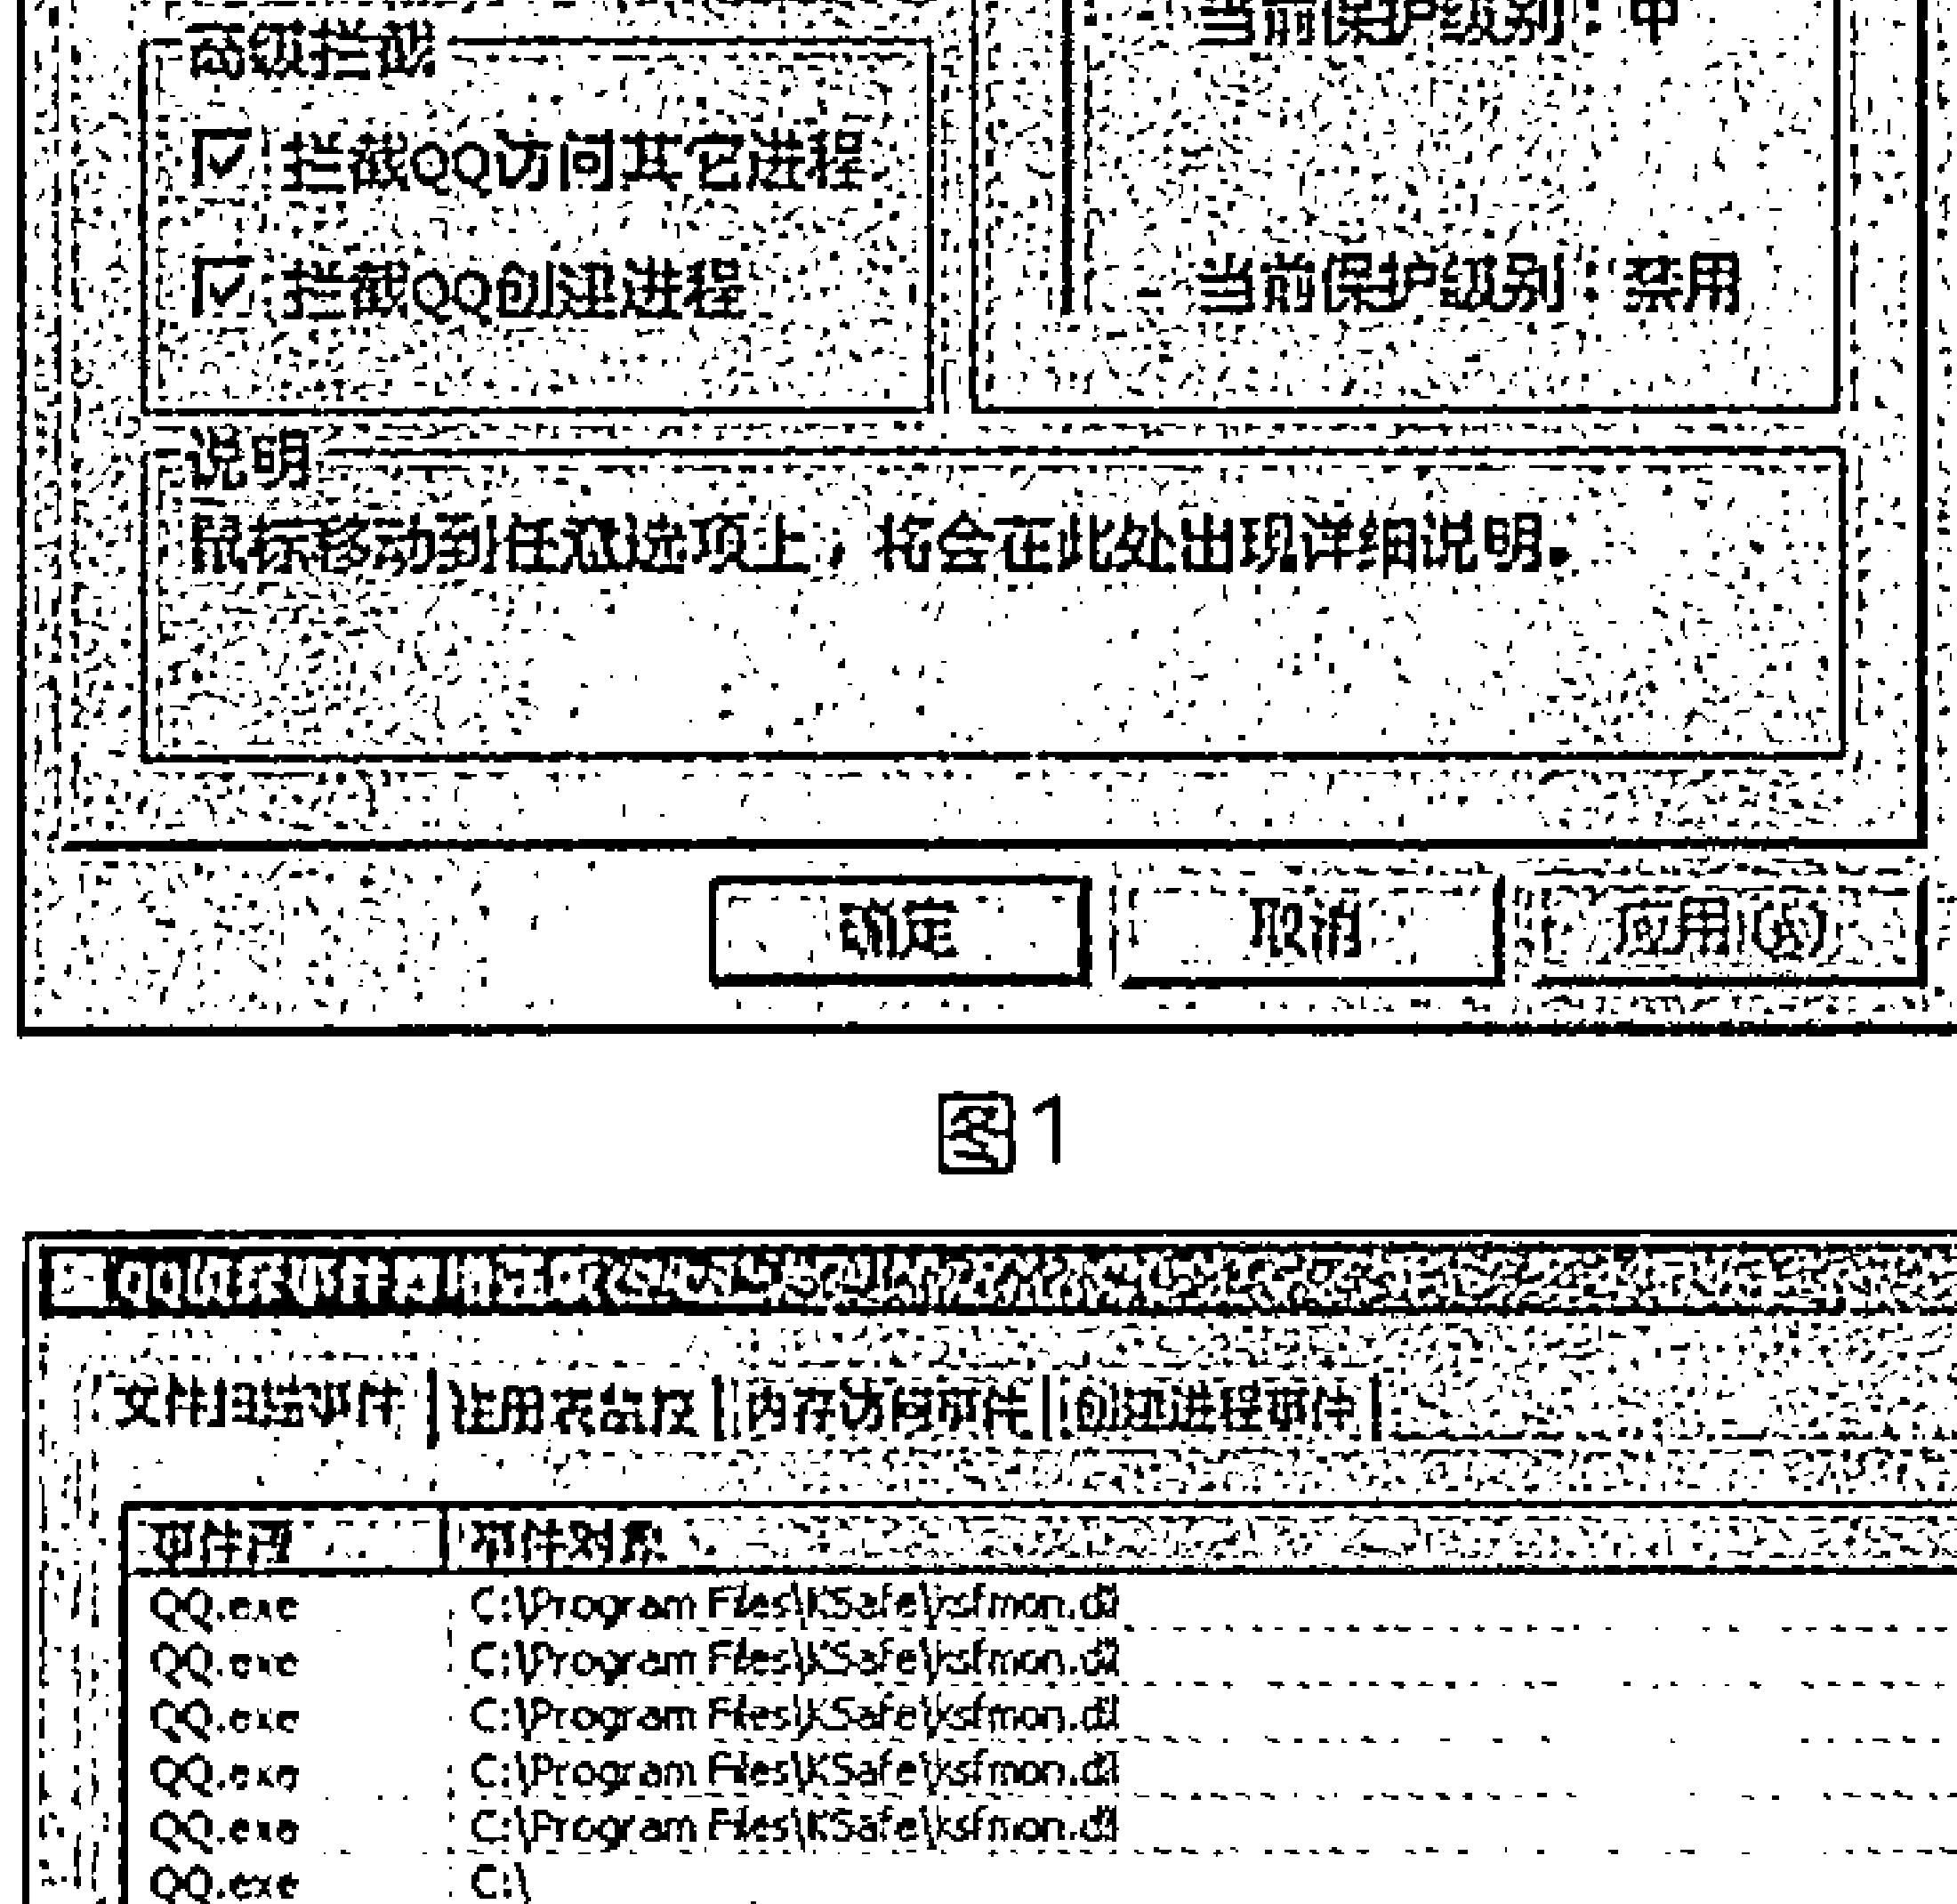 当前保护级别：中
高级拦截
拦截QQ访问其它进程
拦截QQ创建进程
当前保护级别：禁用
说明
鼠标移动到任意选项上，将会在此处出现详细说明。
确定 取消 应用(A)
图1
文件扫描事件 注册表监控 内存访问事件 创建进程事件
事件源 事件对象
QQ.exe C:\Program Files\KSafe\ksfmon.dll
QQ.exe C:\Program Files\KSafe\ksfmon.dll
QQ.exe C:\Program Files\KSafe\ksfmon.dll
QQ.exe C:\Program Files\KSafe\ksfmon.dll
QQ.exe C:\Program Files\KSafe\ksfmon.dll
QQ.exe C:\